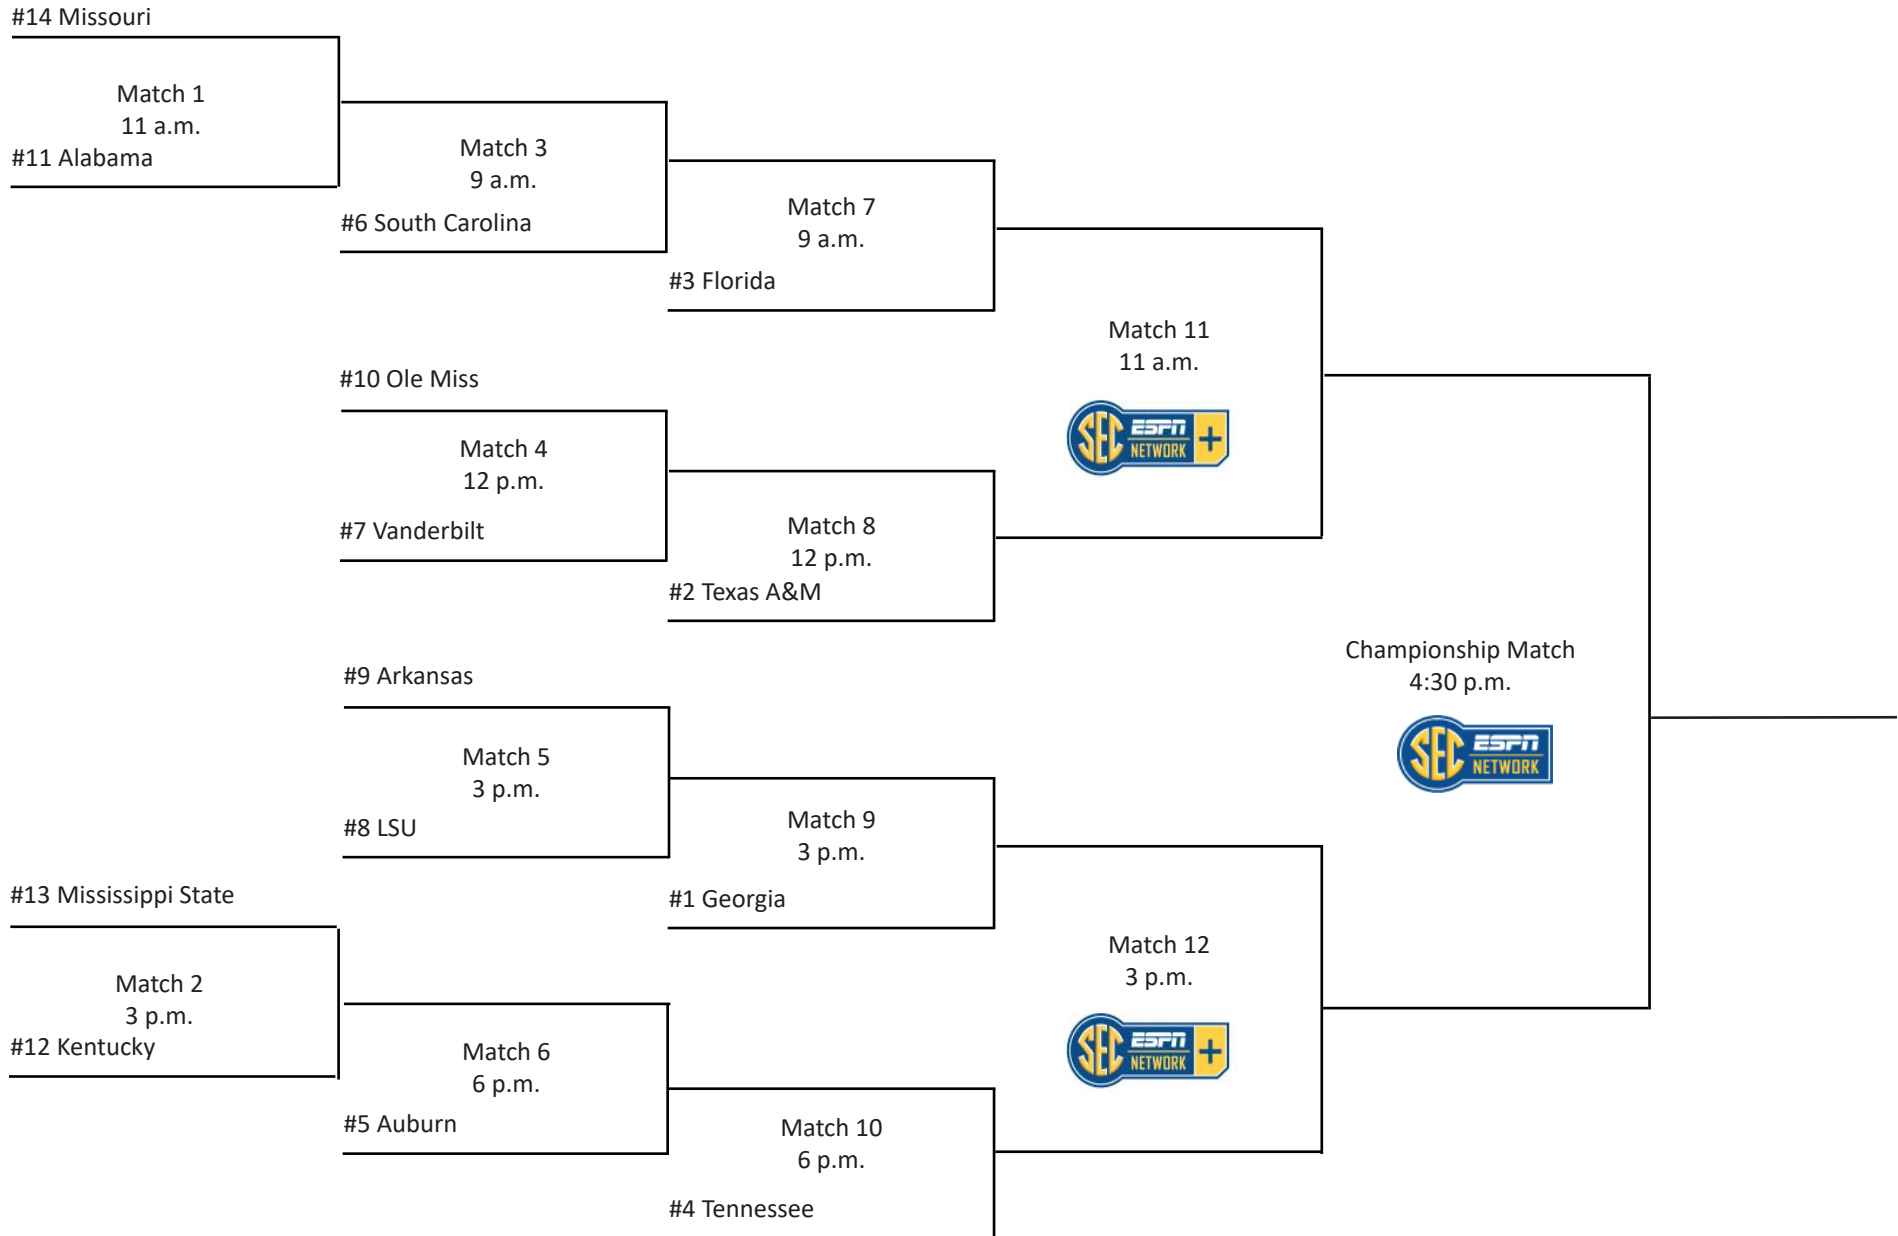 #14 Missouri
Match 1
11 a.m.
#11 Alabama
Match 3
9 a.m.
#6 South Carolina
Match 7
9 a.m.
#3 Florida
Match 11
11 a.m.
SEC ESPN NETWORK +
#10 Ole Miss
Match 4
12 p.m.
#7 Vanderbilt
Match 8
12 p.m.
#2 Texas A&M
Championship Match
4:30 p.m.
SEC ESPN NETWORK
#9 Arkansas
Match 5
3 p.m.
#8 LSU
Match 9
3 p.m.
#1 Georgia
#13 Mississippi State
Match 2
3 p.m.
#12 Kentucky
Match 12
3 p.m.
SEC ESPN NETWORK +
Match 6
6 p.m.
#5 Auburn
Match 10
6 p.m.
#4 Tennessee